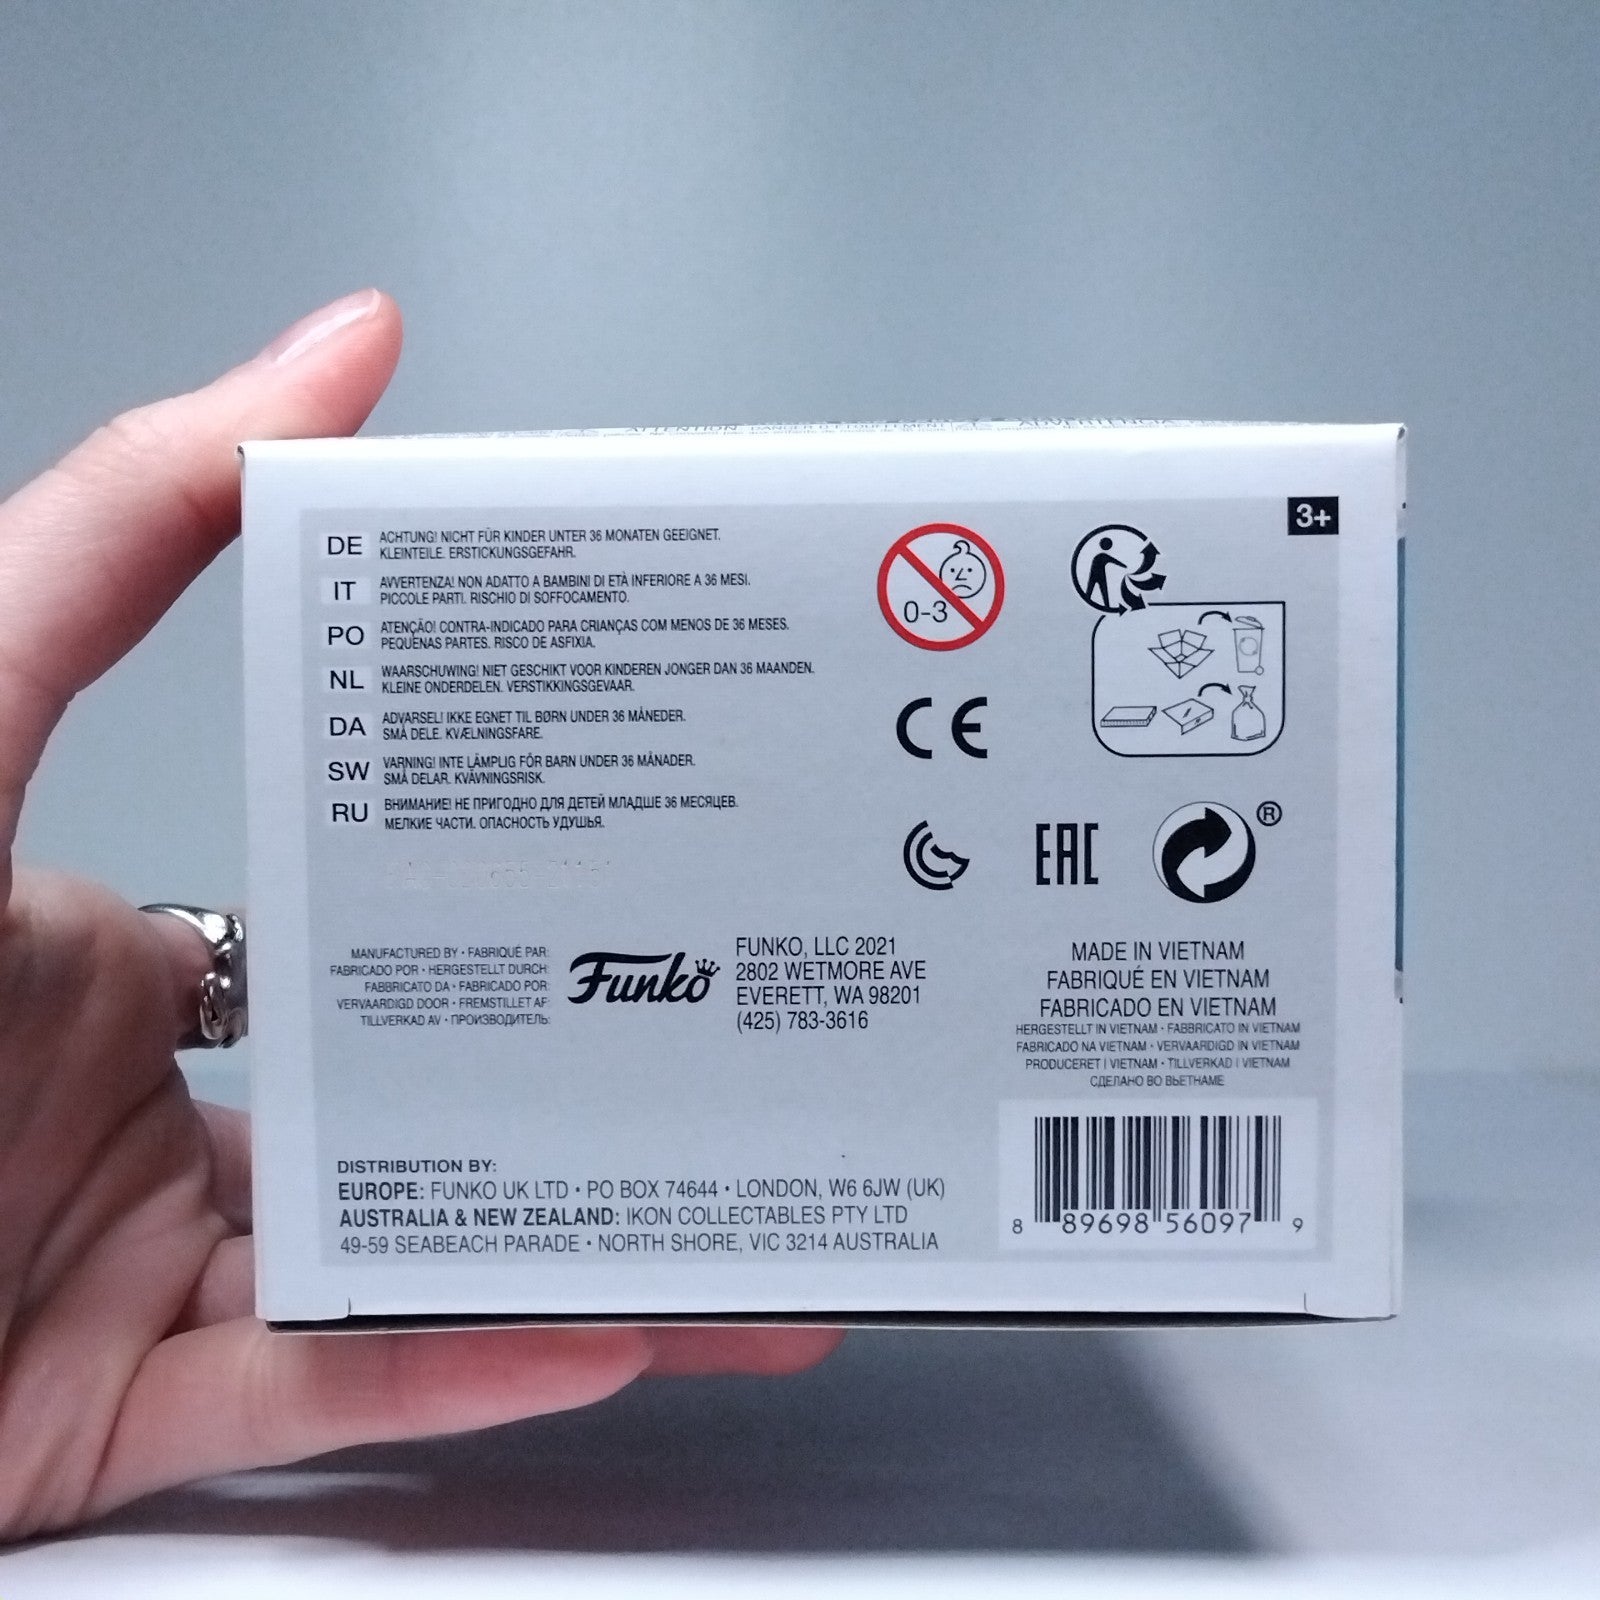 3+
DE
ACHTUNG! NICHT FÜR KINDER UNTER 36 MONATEN GEEIGNET.
KLEINTEILE. ERSTICKUNGSGEFAHR.
IT
AVVERTENZA! NON ADATTO A BAMBINI DI ETÀ INFERIORE A 36 MESI.
PICCOLE PARTI. RISCHIO DI SOFFOCAMENTO.
PO
ATENÇÃO! CONTRA-INDICADO PARA CRIANÇAS COM MENOS DE 36 MESES.
PEQUENAS PARTES. RISCO DE ASFIXIA.
NL
WAARSCHUWING! NIET GESCHIKT VOOR KINDEREN JONGER DAN 36 MAANDEN.
KLEINE ONDERDELEN. VERSTIKKINGSGEVAAR.
DA
ADVARSEL! IKKE EGNET TIL BØRN UNDER 36 MÅNEDER.
SMÅ DELE. KVÆLNINGSFARE.
SW
VARNING! INTE LÄMPLIG FÖR BARN UNDER 36 MÅNADER.
SMÅ DELAR. KVÄVNINGSRISK.
RU
ВНИМАНИЕ! НЕ ПРИГОДНО ДЛЯ ДЕТЕЙ МЛАДШЕ 36 МЕСЯЦЕВ.
МЕЛКИЕ ЧАСТИ. ОПАСНОСТЬ УДУШЬЯ.
0-3
CE
EAC
®
MANUFACTURED BY • FABRIQUÉ PAR:
FABRICADO POR • HERGESTELLT DURCH:
FABBRICATO DA • FABRICADO POR:
VERVAARDIGD DOOR • FREMSTILLET AF:
TILLVERKAD AV • ПРОИЗВОДИТЕЛЬ:
Funko
FUNKO, LLC 2021
2802 WETMORE AVE
EVERETT, WA 98201
(425) 783-3616
MADE IN VIETNAM
FABRIQUÉ EN VIETNAM
FABRICADO EN VIETNAM
HERGESTELLT IN VIETNAM • FABBRICATO IN VIETNAM
FABRICADO NA VIETNAM • VERVAARDIGD IN VIETNAM
PRODUCERET I VIETNAM • TILLVERKAD I VIETNAM
СДЕЛАНО ВО ВЬЕТНАМЕ
DISTRIBUTION BY:
EUROPE: FUNKO UK LTD • PO BOX 74644 • LONDON, W6 6JW (UK)
AUSTRALIA & NEW ZEALAND: IKON COLLECTABLES PTY LTD
49-59 SEABEACH PARADE • NORTH SHORE, VIC 3214 AUSTRALIA
8 89698 56097 9